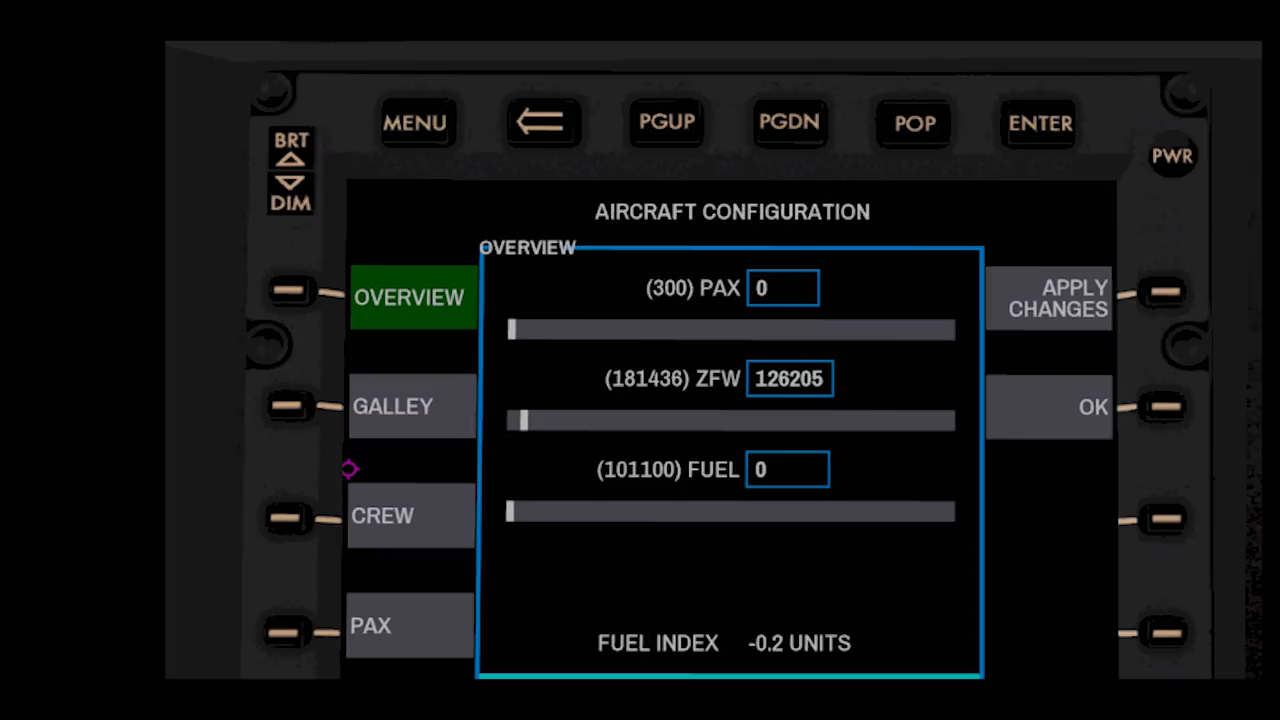 MENU PGUP PGDN POP ENTER
BRT
DIM
PWR
AIRCRAFT CONFIGURATION
OVERVIEW
OVERVIEW
(300) PAX 0
APPLY
CHANGES
(181436) ZFW 126205
GALLEY
OK
(101100) FUEL 0
CREW
PAX
FUEL INDEX -0.2 UNITS